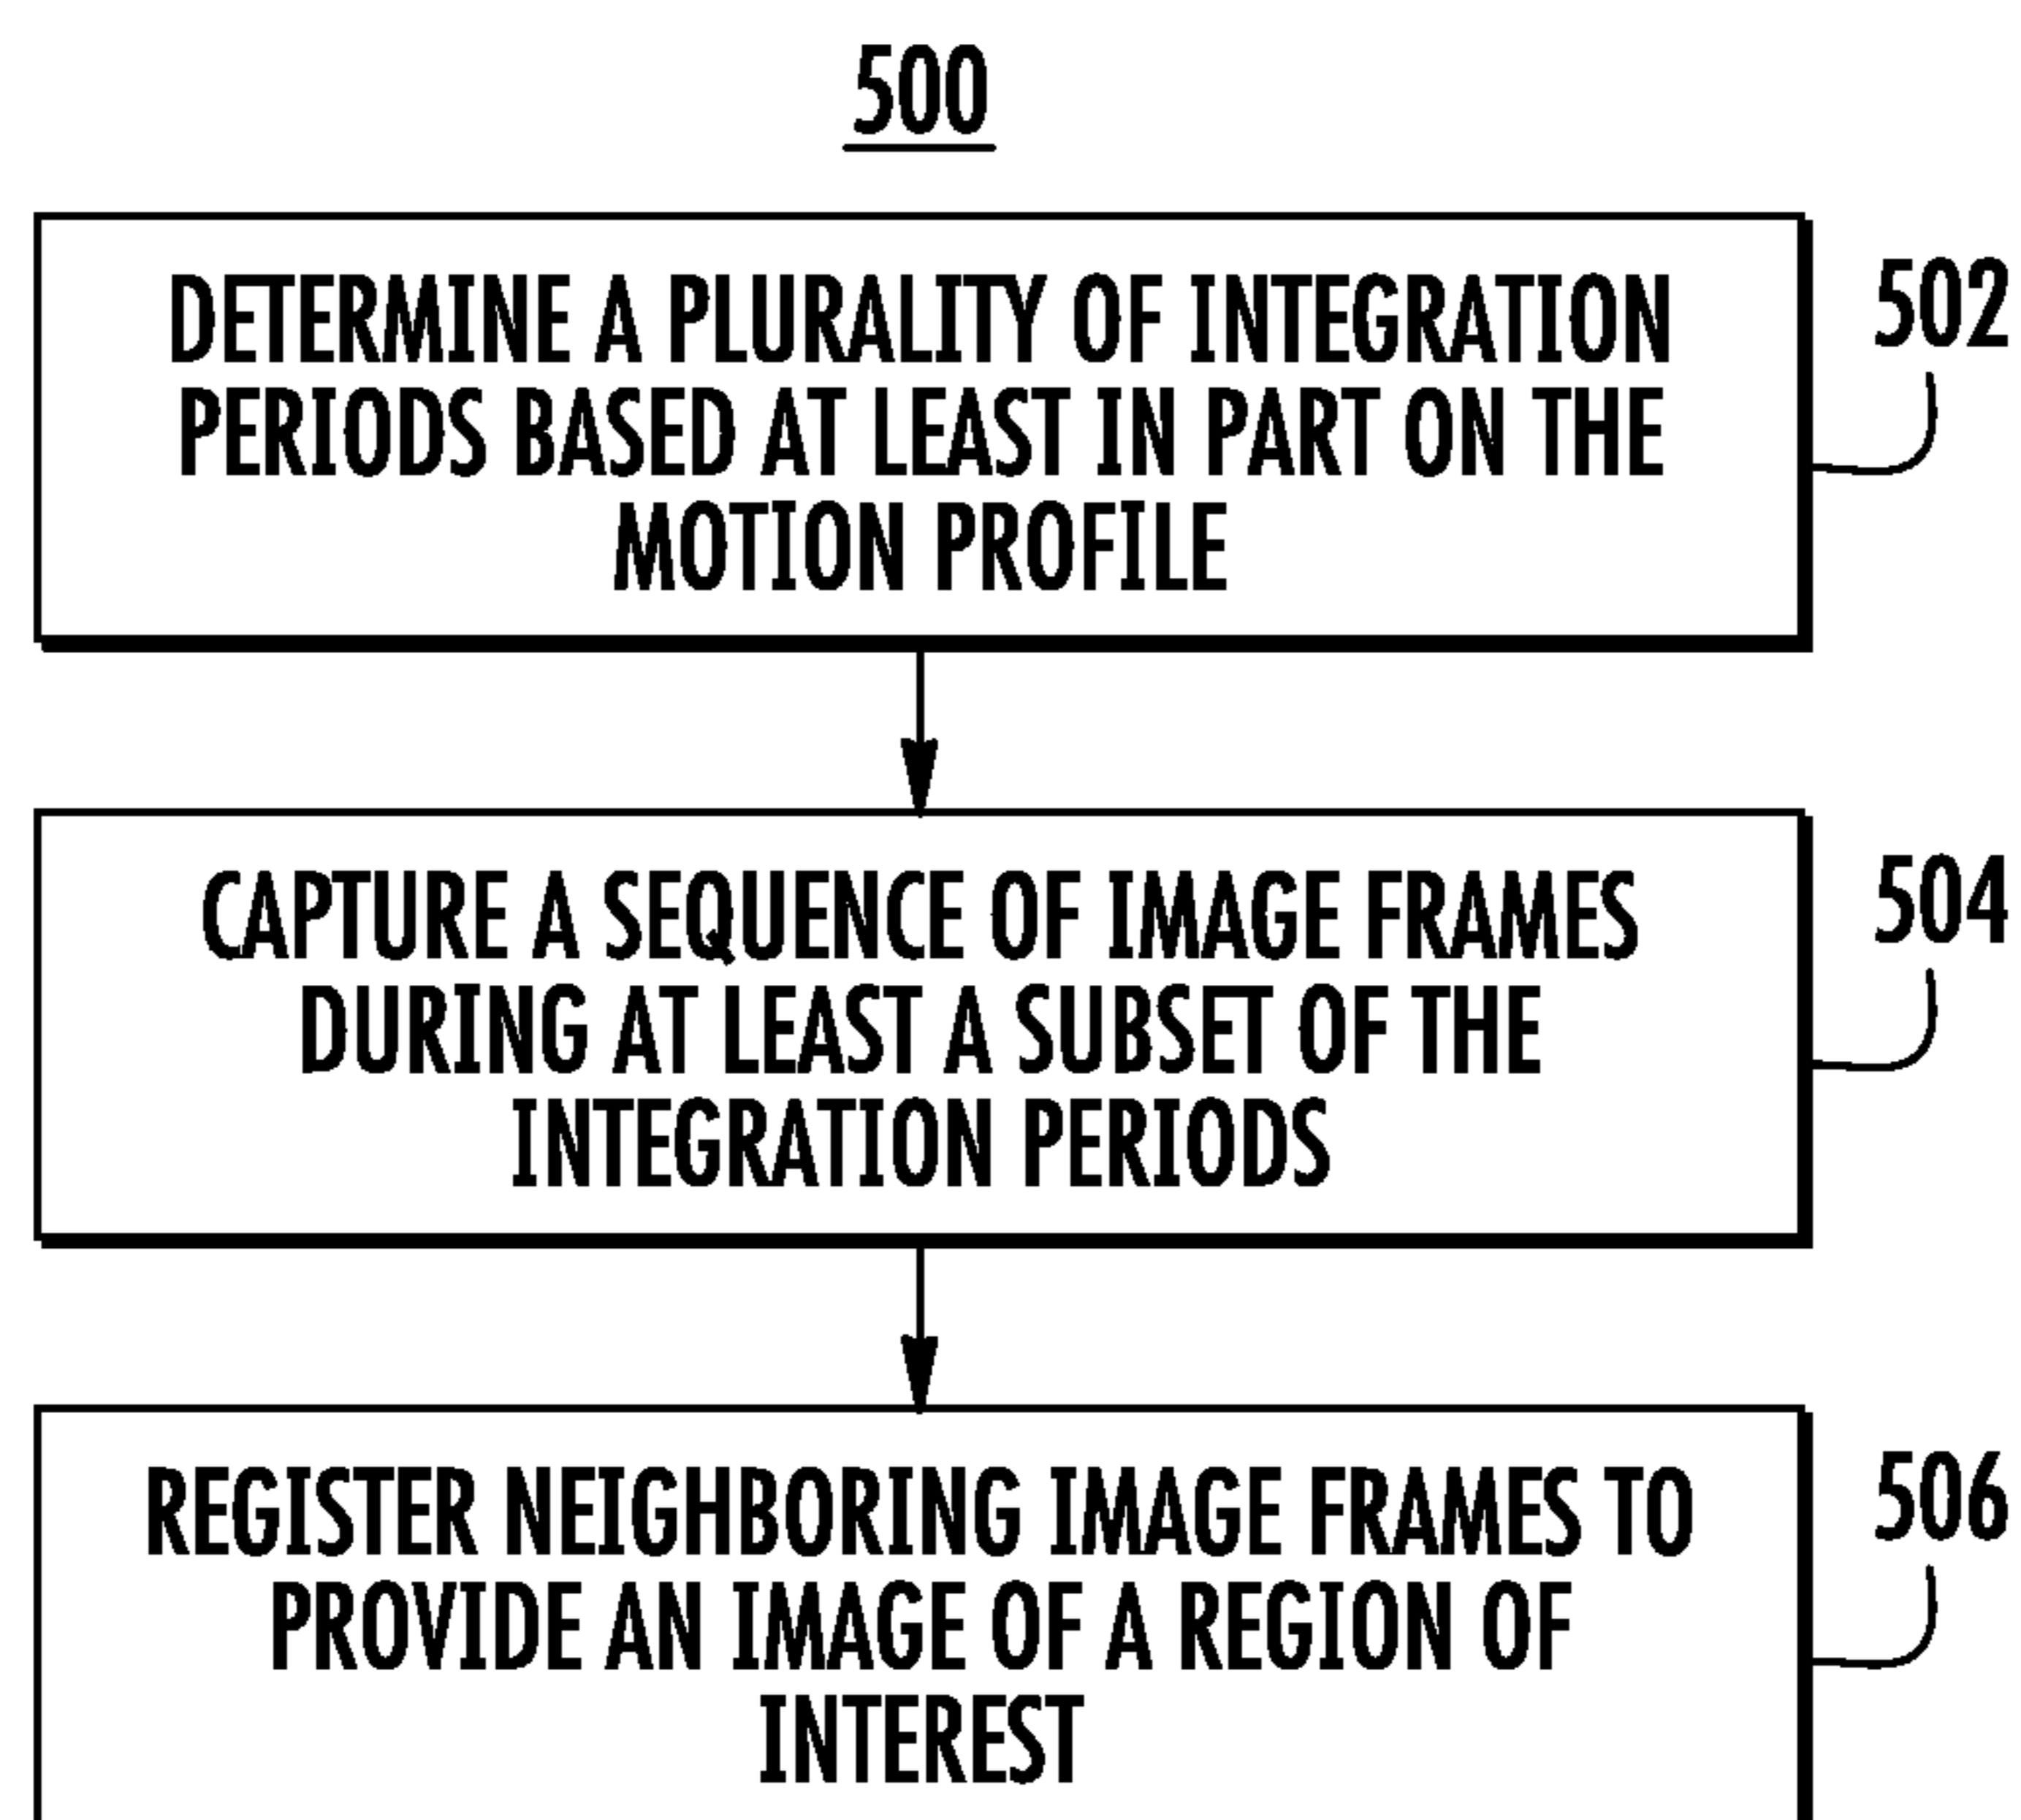 500
DETERMINE A PLURALITY OF INTEGRATION
PERIODS BASED AT LEAST IN PART ON THE
MOTION PROFILE
502
CAPTURE A SEQUENCE OF IMAGE FRAMES
DURING AT LEAST A SUBSET OF THE
INTEGRATION PERIODS
504
REGISTER NEIGHBORING IMAGE FRAMES TO
PROVIDE AN IMAGE OF A REGION OF
INTEREST
506